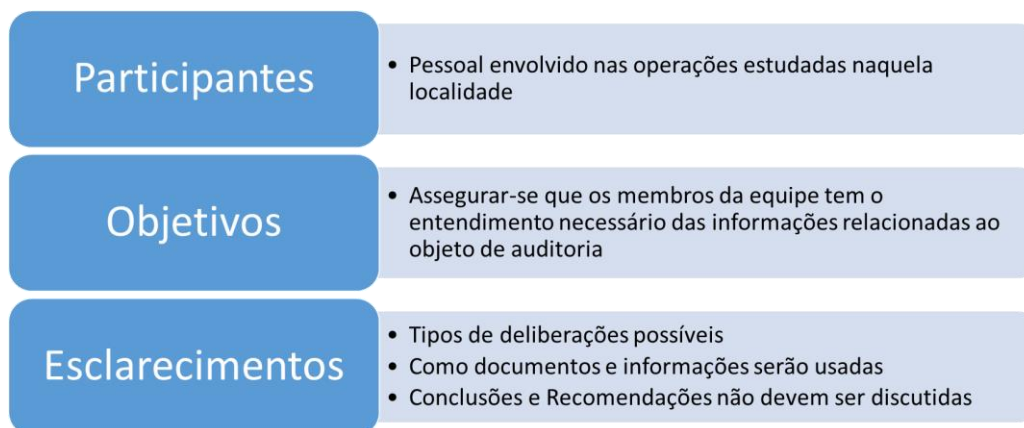 Participantes
• Pessoal envolvido nas operações estudadas naquela
localidade
Objetivos
• Assegurar-se que os membros da equipe tem o
entendimento necessário das informações relacionadas ao
objeto de auditoria
Esclarecimentos
• Tipos de deliberações possíveis
• Como documentos e informações serão usadas
• Conclusões e Recomendações não devem ser discutidas